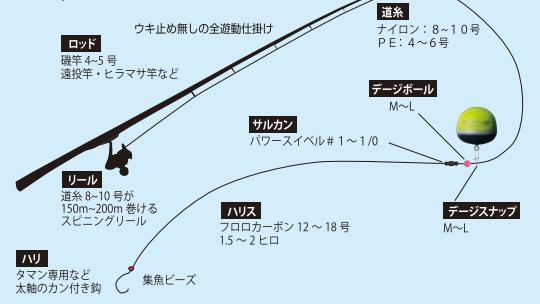 ウキ止め無しの全遊動仕掛け
道糸
ナイロン：8~10号
PE：4~6号
ロッド
磯竿 4~5 号
遠投竿・ヒラマサ竿など
デージボール
M~L
サルカン
パワースイベル# 1 ~ 1/0
リール
道糸 8~10 号が
150m~200m 巻ける
スピニングリール
ハリス
フロロカーボン 12 ~ 18 号
1.5 ~ 2 ヒロ
デージスナップ
M~L
ハリ
タマン専用など
太軸のカン付き鈎
集魚ビーズ